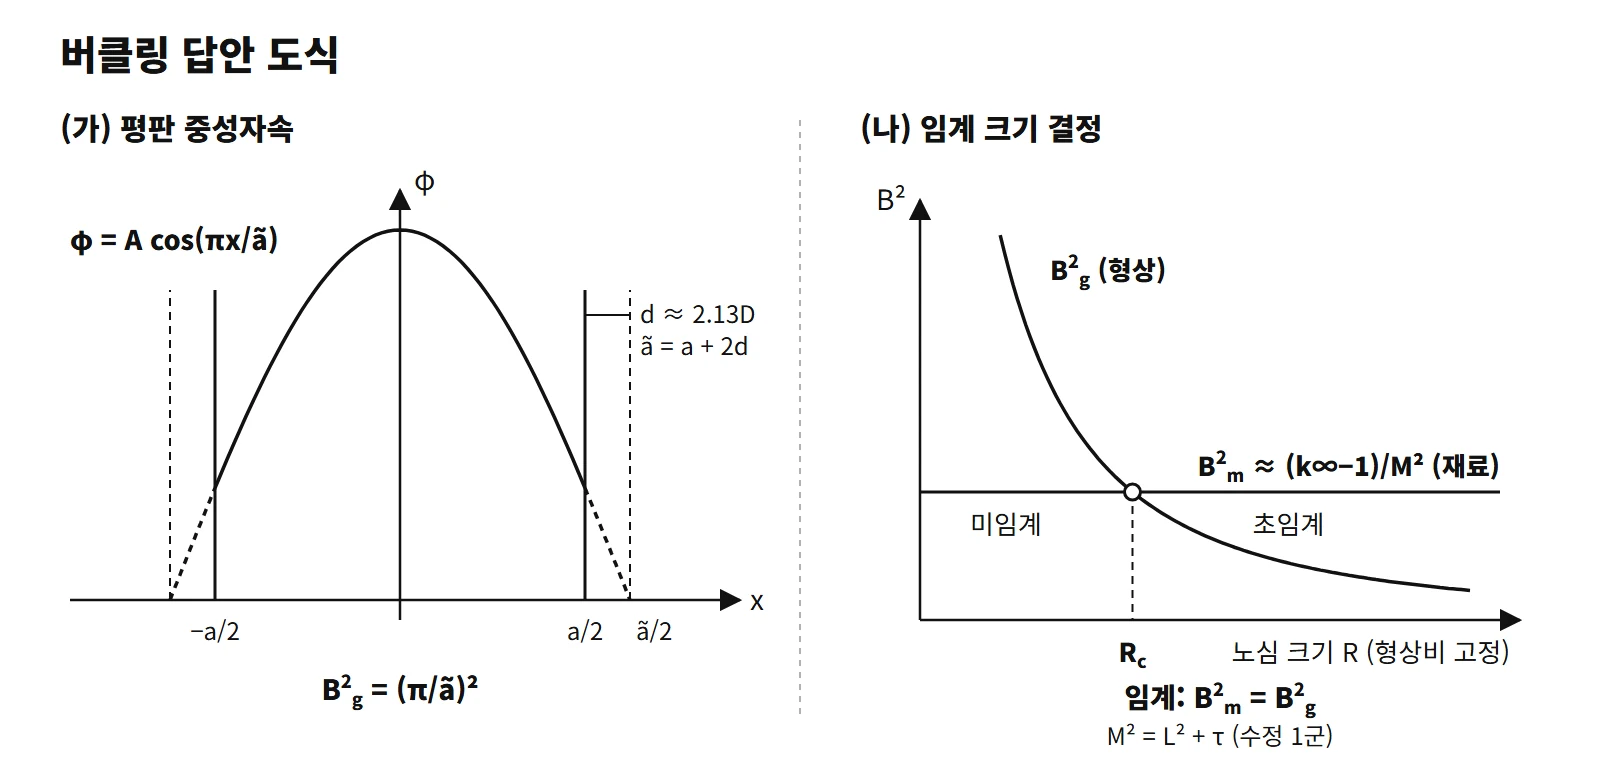 버클링 답안 도식
(가) 평판 중성자속
ϕ
ϕ = A cos(πx/ã)
d ≈ 2.13D
ã = a + 2d
x
−a/2
a/2
ã/2
B²g = (π/ã)²
(나) 임계 크기 결정
B²
B²g (형상)
B²m ≈ (k∞−1)/M² (재료)
미임계
초임계
Rc
노심 크기 R (형상비 고정)
임계: B²m = B²g
M² = L² + τ (수정 1군)